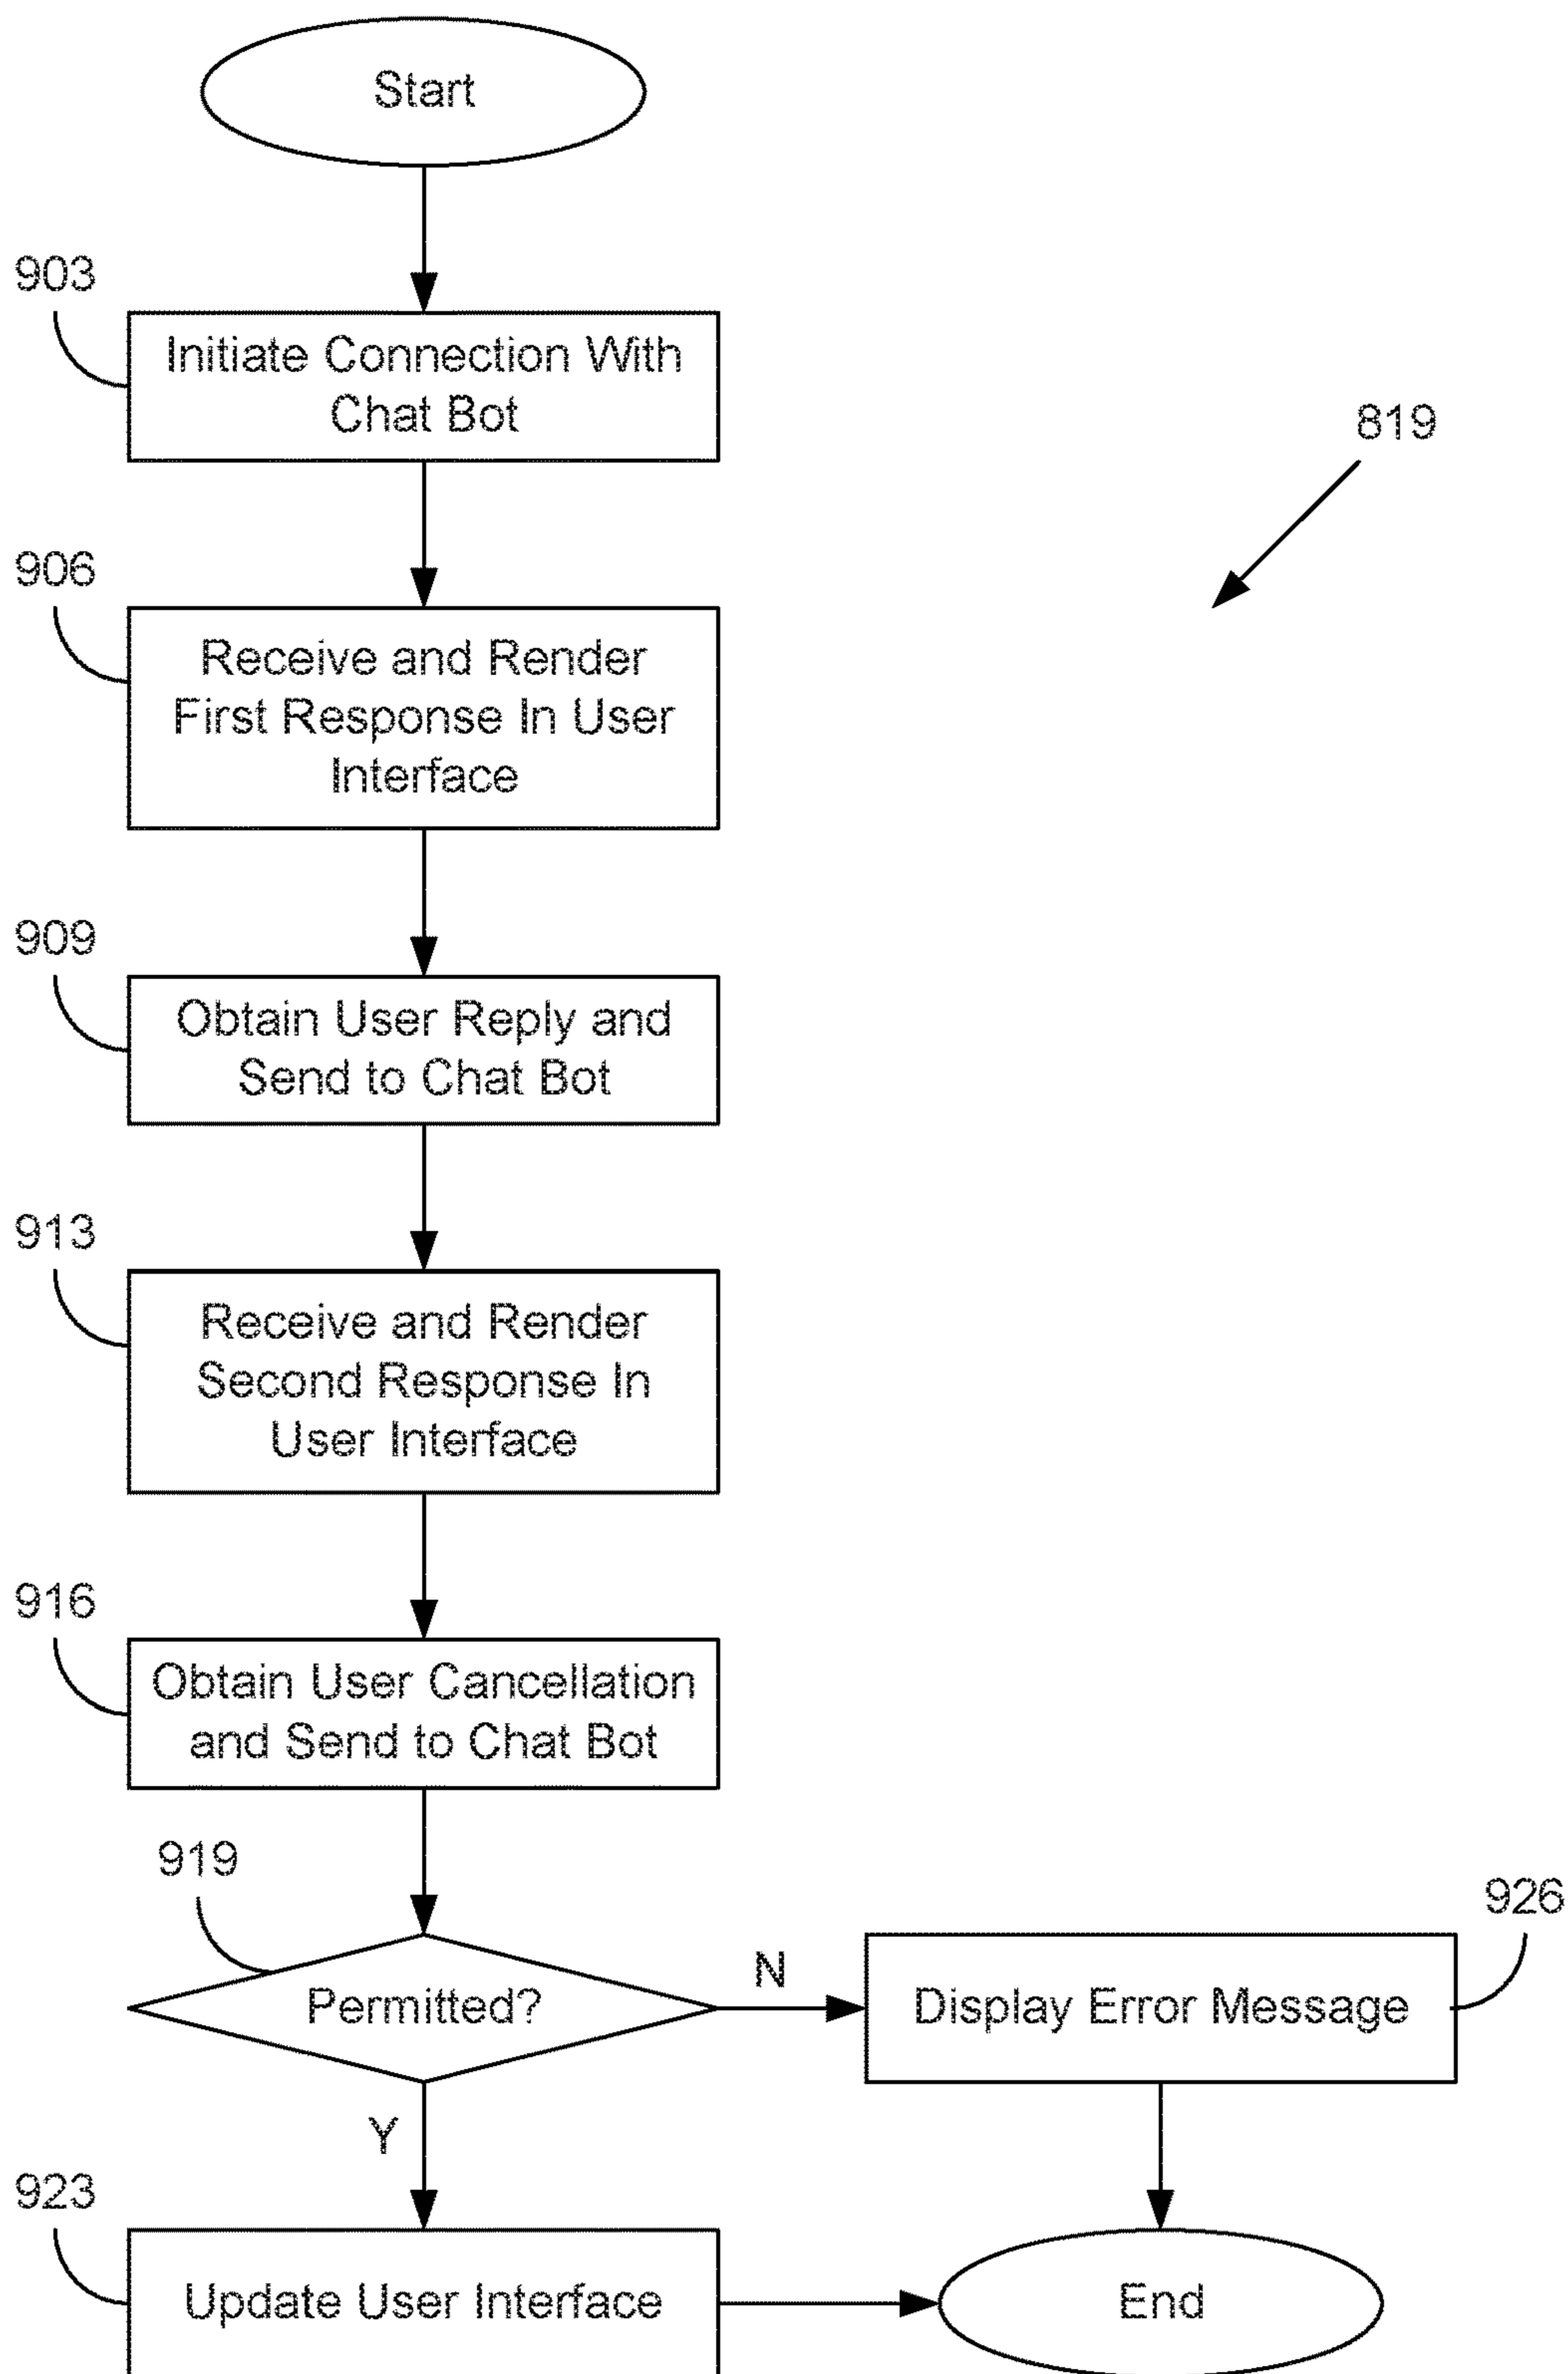 Start
903
Initiate Connection With
Chat Bot
819
906
Receive and Render
First Response In User
Interface
909
Obtain User Reply and
Send to Chat Bot
913
Receive and Render
Second Response In
User Interface
916
Obtain User Cancellation
and Send to Chat Bot
919
Permitted?
N
926
Display Error Message
Y
923
Update User Interface
End